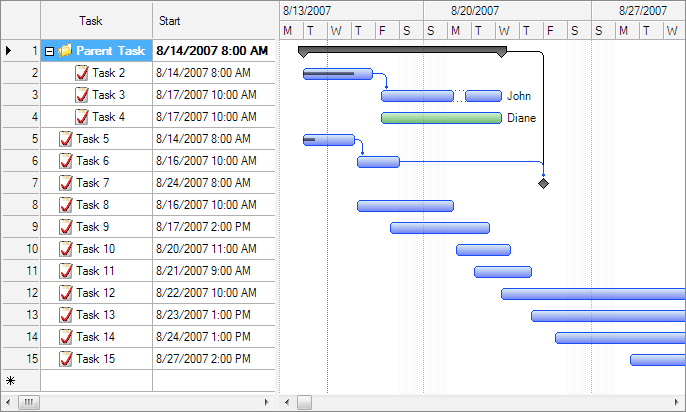 Task Start 8/13/2007 8/20/2007 8/27/2007
M T W T F S S M T W T F S S M T W
1 Parent Task 8/14/2007 8:00 AM
2 Task 2 8/14/2007 8:00 AM
3 Task 3 8/17/2007 10:00 AM John
4 Task 4 8/17/2007 10:00 AM Diane
5 Task 5 8/14/2007 8:00 AM
6 Task 6 8/16/2007 10:00 AM
7 Task 7 8/24/2007 8:00 AM
8 Task 8 8/16/2007 10:00 AM
9 Task 9 8/17/2007 2:00 PM
10 Task 10 8/20/2007 11:00 AM
11 Task 11 8/21/2007 9:00 AM
12 Task 12 8/22/2007 10:00 AM
13 Task 13 8/23/2007 1:00 PM
14 Task 14 8/24/2007 1:00 PM
15 Task 15 8/27/2007 2:00 PM